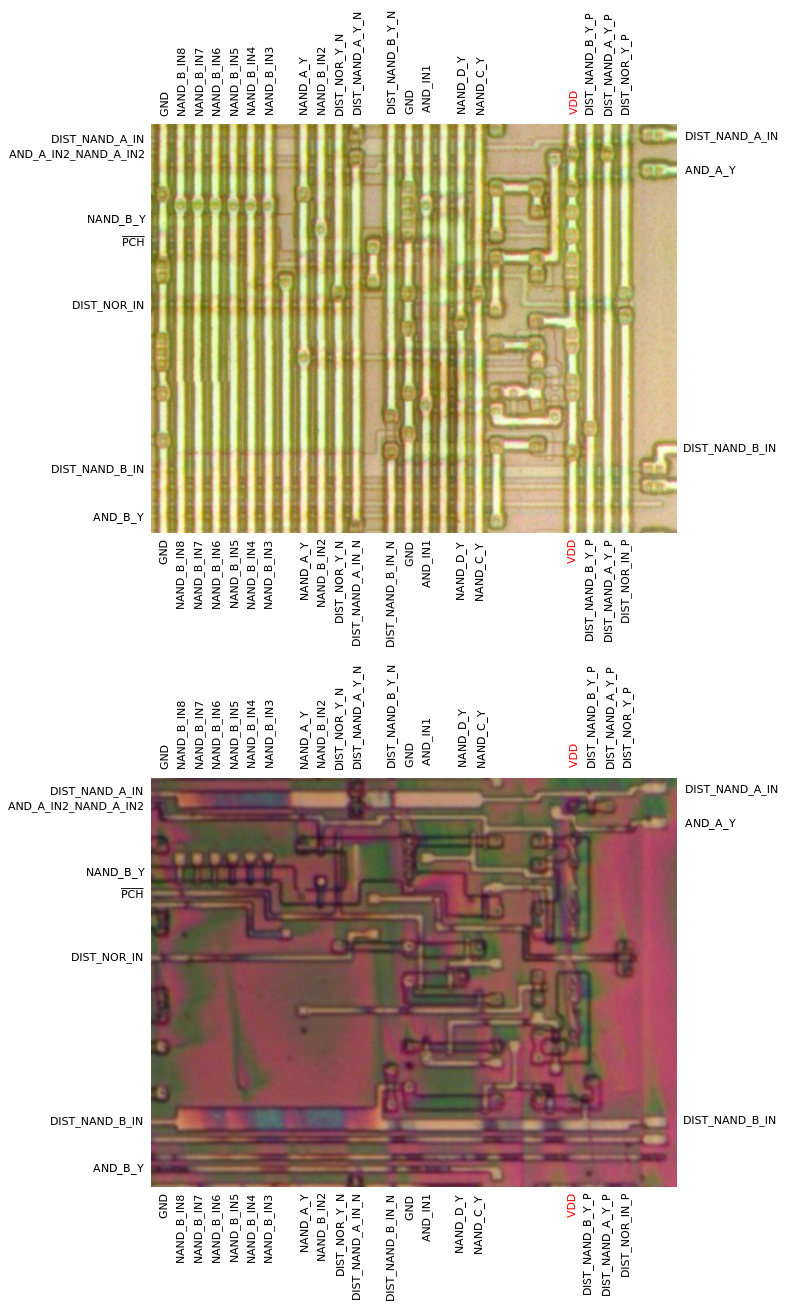 GND
NAND_B_IN8
NAND_B_IN7
NAND_B_IN6
NAND_B_IN5
NAND_B_IN4
NAND_B_IN3
NAND_A_Y
NAND_B_IN2
DIST_NOR_Y_N
DIST_NAND_A_Y_N
DIST_NAND_B_Y_N
GND
AND_IN1
NAND_D_Y
NAND_C_Y
VDD
DIST_NAND_B_Y_P
DIST_NAND_A_Y_P
DIST_NOR_Y_P
DIST_NAND_A_IN
AND_A_IN2_NAND_A_IN2
NAND_B_Y
PCH
DIST_NOR_IN
DIST_NAND_B_IN
AND_B_Y
DIST_NAND_A_IN
AND_A_Y
DIST_NAND_B_IN
GND
NAND_B_IN8
NAND_B_IN7
NAND_B_IN6
NAND_B_IN5
NAND_B_IN4
NAND_B_IN3
NAND_A_Y
NAND_B_IN2
DIST_NOR_Y_N
DIST_NAND_A_IN_N
DIST_NAND_B_IN_N
GND
AND_IN1
NAND_D_Y
NAND_C_Y
VDD
DIST_NAND_B_Y_P
DIST_NAND_A_Y_P
DIST_NOR_IN_P
GND
NAND_B_IN8
NAND_B_IN7
NAND_B_IN6
NAND_B_IN5
NAND_B_IN4
NAND_B_IN3
NAND_A_Y
NAND_B_IN2
DIST_NOR_Y_N
DIST_NAND_A_Y_N
DIST_NAND_B_Y_N
GND
AND_IN1
NAND_D_Y
NAND_C_Y
VDD
DIST_NAND_B_Y_P
DIST_NAND_A_Y_P
DIST_NOR_Y_P
DIST_NAND_A_IN
AND_A_IN2_NAND_A_IN2
NAND_B_Y
PCH
DIST_NOR_IN
DIST_NAND_B_IN
AND_B_Y
DIST_NAND_A_IN
AND_A_Y
DIST_NAND_B_IN
GND
NAND_B_IN8
NAND_B_IN7
NAND_B_IN6
NAND_B_IN5
NAND_B_IN4
NAND_B_IN3
NAND_A_Y
NAND_B_IN2
DIST_NOR_Y_N
DIST_NAND_A_IN_N
DIST_NAND_B_IN_N
GND
AND_IN1
NAND_D_Y
NAND_C_Y
VDD
DIST_NAND_B_Y_P
DIST_NAND_A_Y_P
DIST_NOR_IN_P